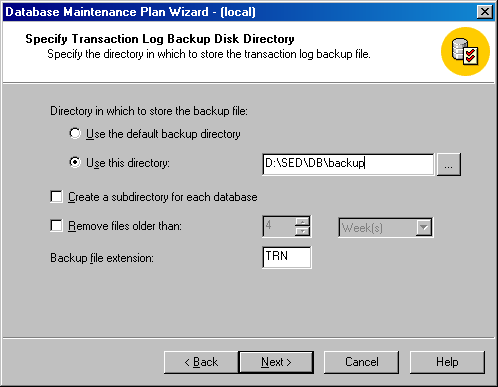 Database Maintenance Plan Wizard - (local)
Specify Transaction Log Backup Disk Directory
Specify the directory in which to store the transaction log backup file.
Directory in which to store the backup file:
Use the default backup directory
Use this directory: D:\SED\DB\backup ...
Create a subdirectory for each database
Remove files older than: 4 Week(s)
Backup file extension: TRN
< Back Next > Cancel Help